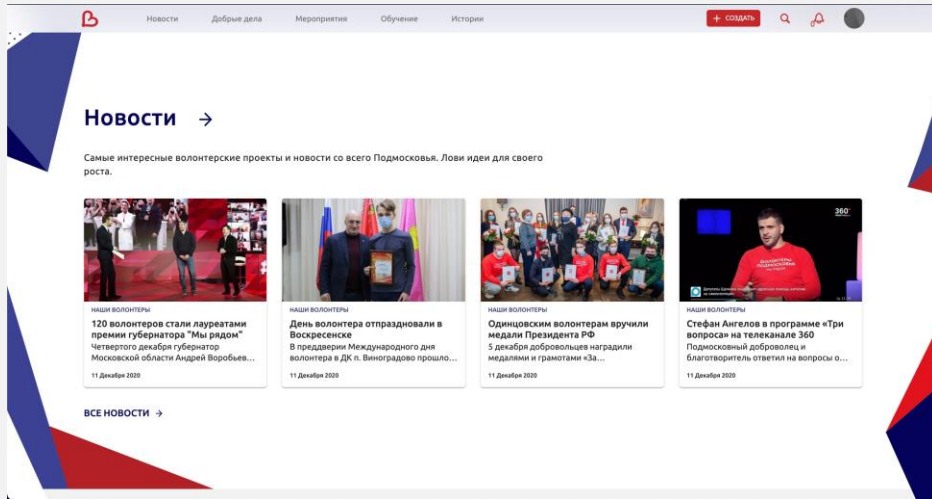 Новости Добрые дела Мероприятия Обучение Истории + СОЗДАТЬ
Новости →
Самые интересные волонтерские проекты и новости со всего Подмосковья. Лови идеи для своего
роста.
360°
ВОЛОНТЕРЫ
ПОДМОСКОВЬЯ
НАШИ ВОЛОНТЕРЫ
120 волонтеров стали лауреатами
премии губернатора "Мы рядом"
Четвертого декабря губернатор
Московской области Андрей Воробьев...
11 Декабря 2020
НАШИ ВОЛОНТЕРЫ
День волонтера отпраздновали в
Воскресенске
В преддверии Международного дня
волонтера в ДК п. Виноградово прошло...
11 Декабря 2020
НАШИ ВОЛОНТЕРЫ
Одинцовским волонтерам вручили
медали Президента РФ
5 декабря добровольцев наградили
медалями и грамотами «За...
11 Декабря 2020
НАШИ ВОЛОНТЕРЫ
Стефан Ангелов в программе «Три
вопроса» на телеканале 360
Подмосковный доброволец и
благотворитель ответил на вопросы о...
11 Декабря 2020
ВСЕ НОВОСТИ →